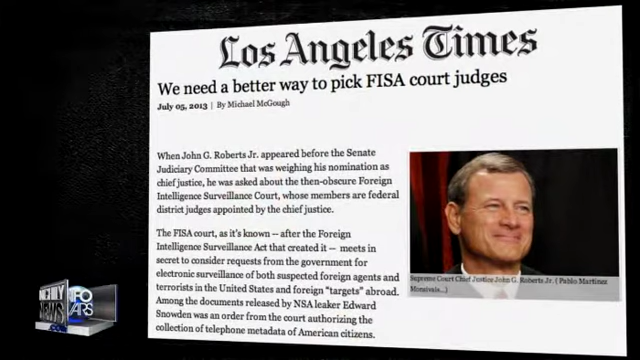 Los Angeles Times
We need a better way to pick FISA court judges
July 05, 2013 | By Michael McGough
When John G. Roberts Jr. appeared before the Senate
Judiciary Committee that was weighing his nomination as
chief justice, he was asked about the then-obscure Foreign
Intelligence Surveillance Court, whose members are federal
district judges appointed by the chief justice.
The FISA court, as it's known -- after the Foreign
Intelligence Surveillance Act that created it -- meets in
secret to consider requests from the government for
electronic surveillance of both suspected foreign agents and
terrorists in the United States and foreign "targets" abroad.
Among the documents released by NSA leaker Edward
Snowden was an order from the court authorizing the
collection of telephone metadata of American citizens.
Supreme Court Chief Justice John G. Roberts Jr. ( Pablo Martinez
Monsivais...)
NIGHTLY
NEWS
INFO
WARS
.COM